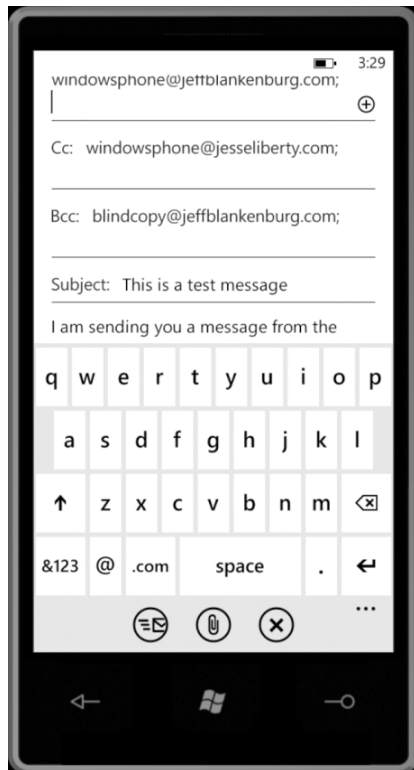 3:29
windowsphone@jeffblankenburg.com;
Cc: windowsphone@jesseliberty.com;
Bcc: blindcopy@jeffblankenburg.com;
Subject: This is a test message
I am sending you a message from the
q w e r t y u i o p
a s d f g h j k l
z x c v b n m
&123 @ .com space .